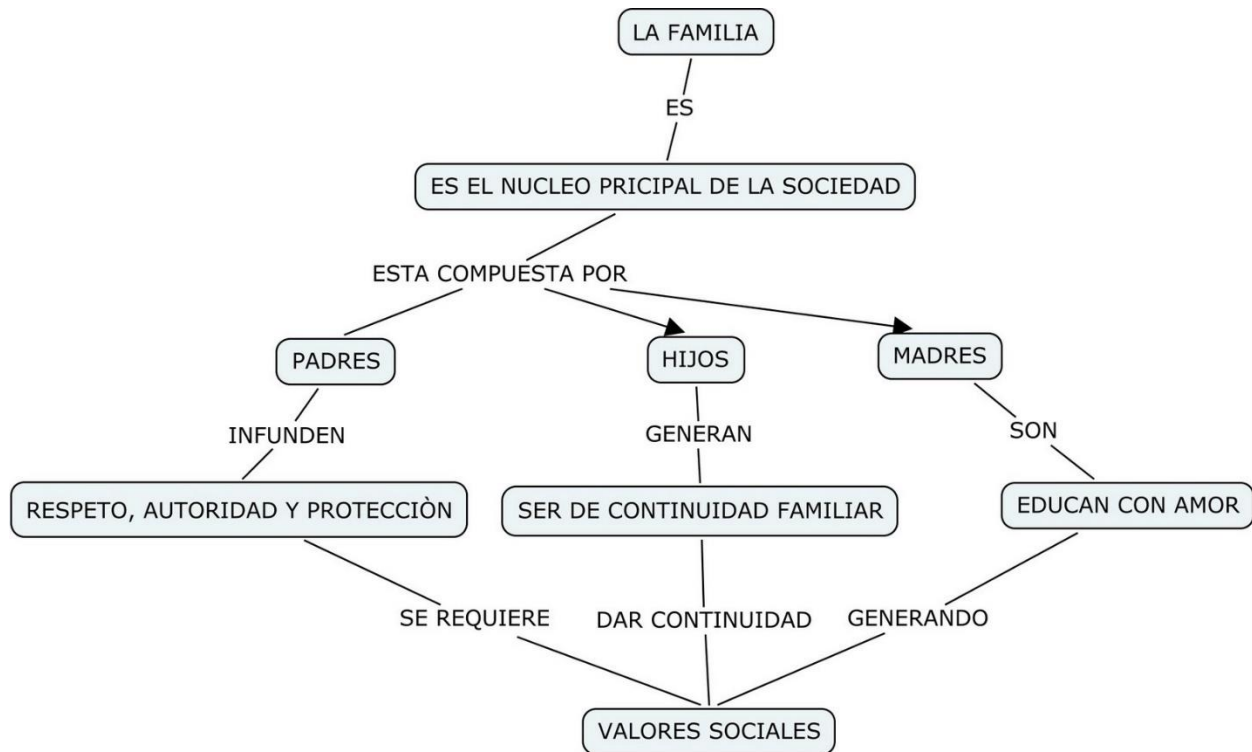 LA FAMILIA
ES
ES EL NUCLEO PRICIPAL DE LA SOCIEDAD
ESTA COMPUESTA POR
PADRES
HIJOS
MADRES
INFUNDEN
GENERAN
SON
RESPETO, AUTORIDAD Y PROTECCIÒN
SER DE CONTINUIDAD FAMILIAR
EDUCAN CON AMOR
SE REQUIERE
DAR CONTINUIDAD
GENERANDO
VALORES SOCIALES